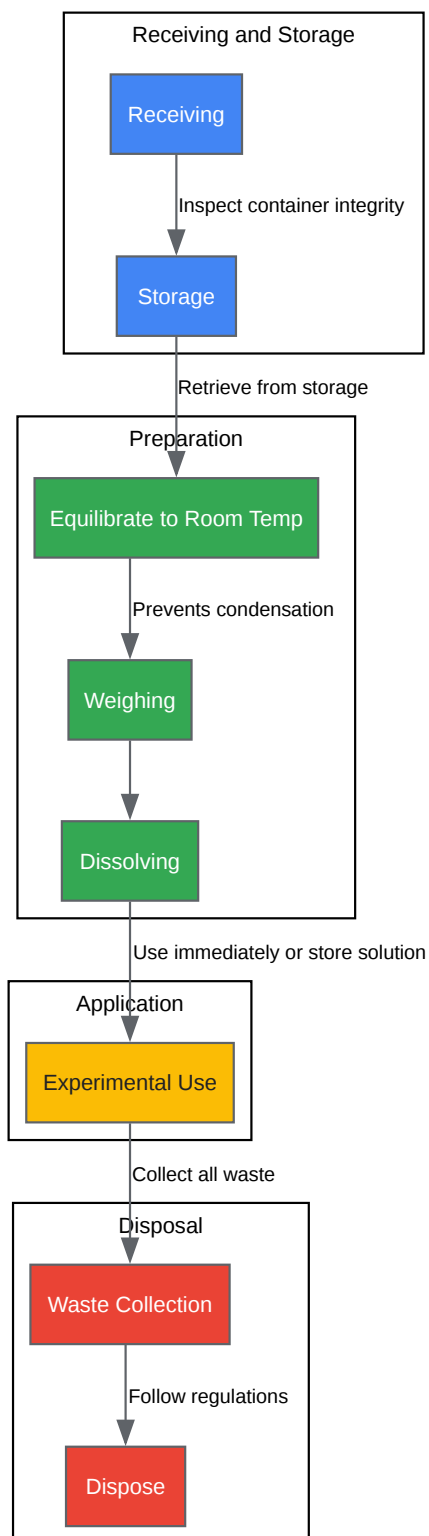 Receiving and Storage
Receiving
Inspect container integrity
Storage
Retrieve from storage
Preparation
Equilibrate to Room Temp
Prevents condensation
Weighing
Dissolving
Use immediately or store solution
Application
Experimental Use
Collect all waste
Disposal
Waste Collection
Follow regulations
Dispose